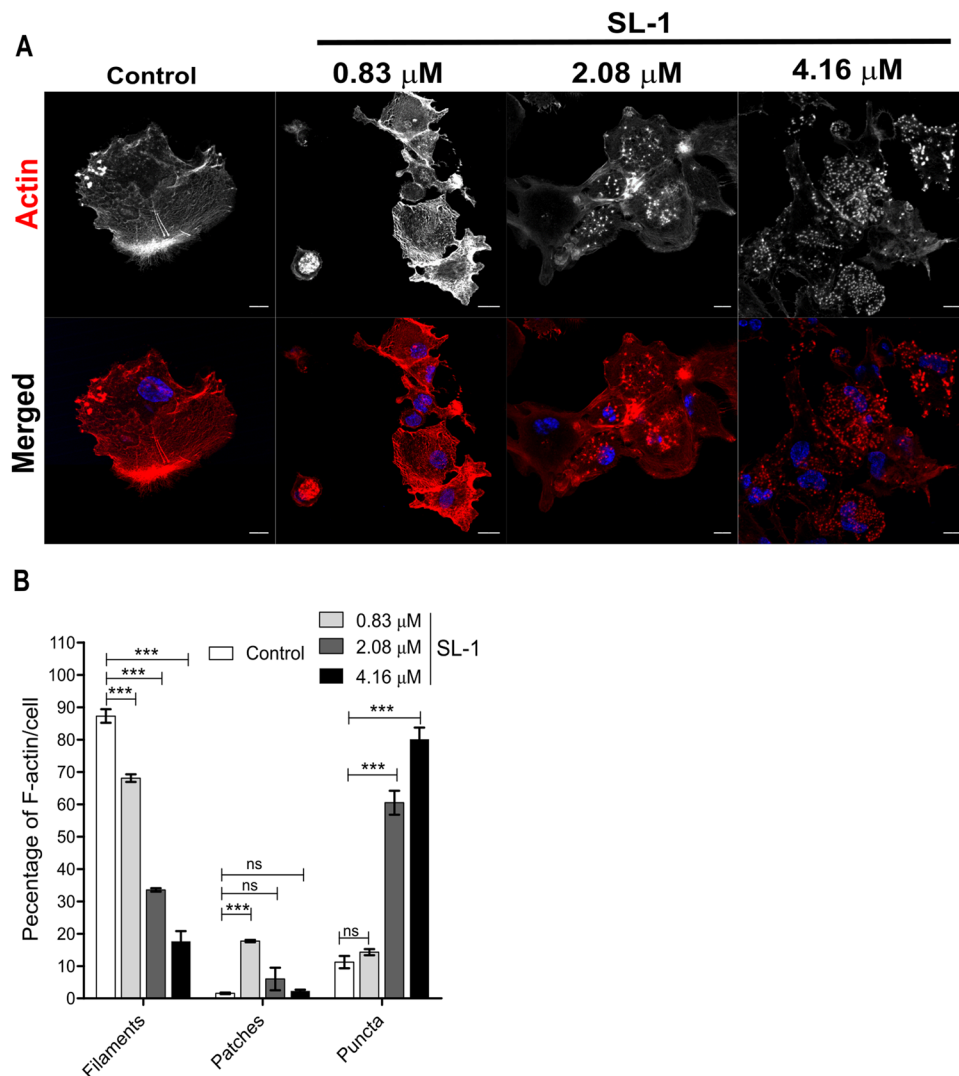 SL-1
A
Control
0.83 μM
2.08 μM
4.16 μM
Actin
Merged
B
Pecentage of F-actin/cell
110
100
90
80
70
60
50
40
30
20
10
0
Control
0.83 μM
2.08 μM
4.16 μM
SL-1
***
***
***
ns
ns
***
***
***
ns
Filaments
Patches
Puncta